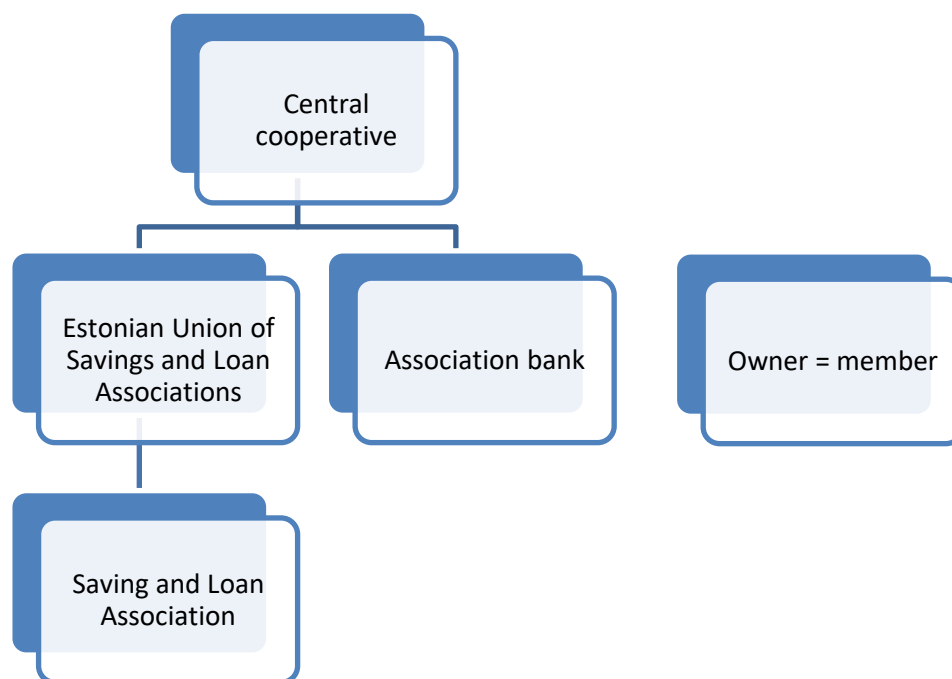 Central
cooperative
Estonian Union of
Savings and Loan
Associations
Association bank
Owner = member
Saving and Loan
Association